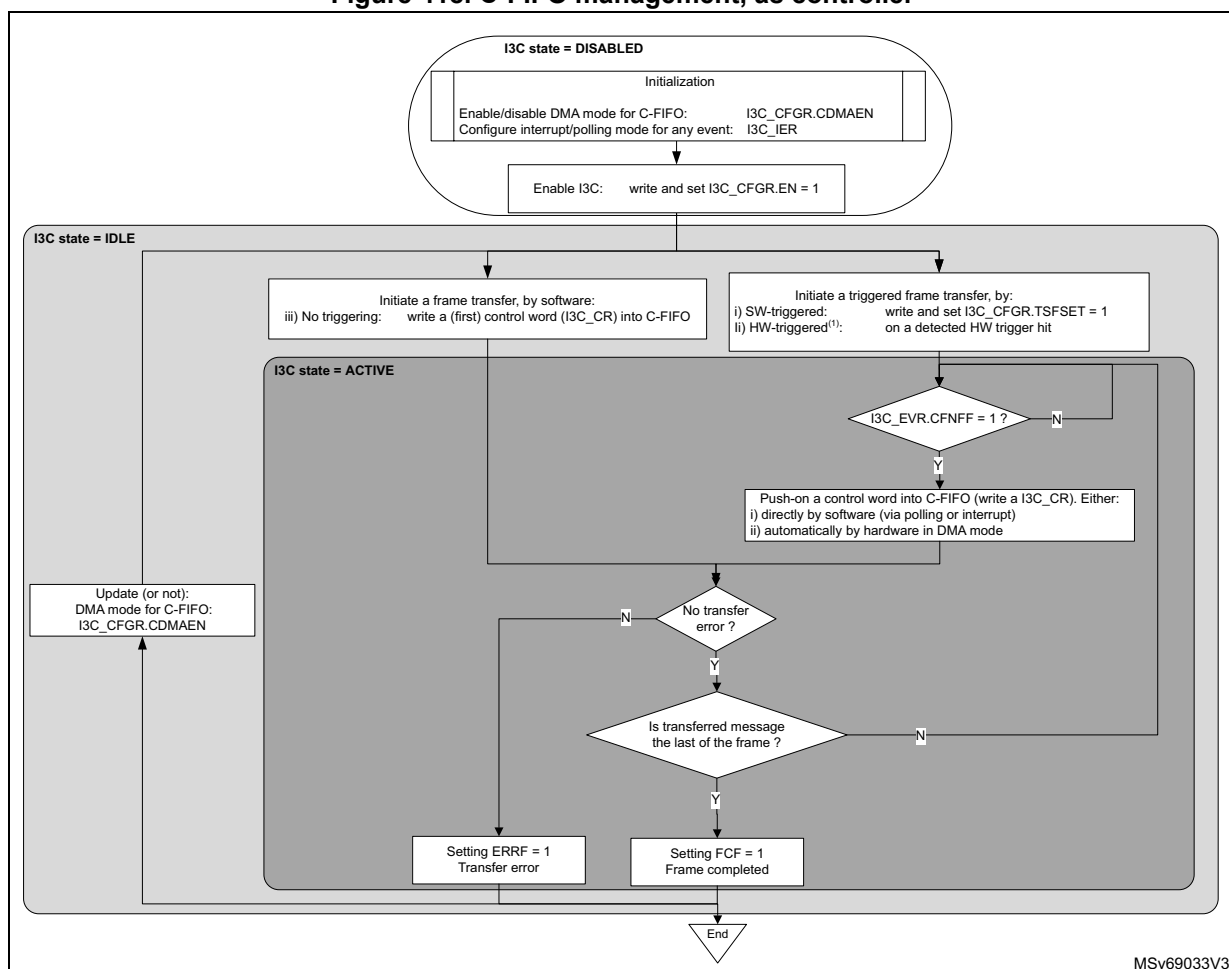 I3C state = DISABLED
Initialization
Enable/disable DMA mode for C-FIFO: I3C_CFGR.CDMAEN
Configure interrupt/polling mode for any event: I3C_IER
Enable I3C: write and set I3C_CFGR.EN = 1
I3C state = IDLE
Initiate a frame transfer, by software:
iii) No triggering: write a (first) control word (I3C_CR) into C-FIFO
Initiate a triggered frame transfer, by:
i) SW-triggered: write and set I3C_CFGR.TSFSET = 1
Ii) HW-triggered(1): on a detected HW trigger hit
I3C state = ACTIVE
I3C_EVR.CFNFF = 1 ?
N
Y
Push-on a control word into C-FIFO (write a I3C_CR). Either:
i) directly by software (via polling or interrupt)
ii) automatically by hardware in DMA mode
Update (or not):
DMA mode for C-FIFO:
I3C_CFGR.CDMAEN
No transfer
error ?
N
Y
Is transferred message
the last of the frame ?
N
Y
Setting ERRF = 1
Transfer error
Setting FCF = 1
Frame completed
End
MSv69033V3